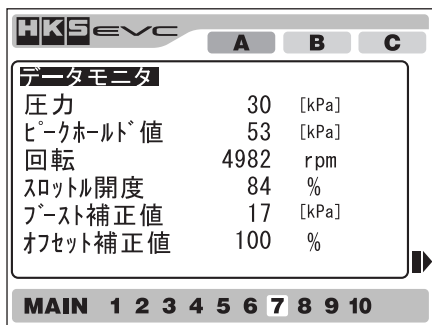 HKS EVC
A B C
データモニタ
圧力 30 [kPa]
ピークホールド値 53 [kPa]
回転 4982 rpm
スロットル開度 84 %
ブースト補正値 17 [kPa]
オフセット補正値 100 %
MAIN 1 2 3 4 5 6 7 8 9 10